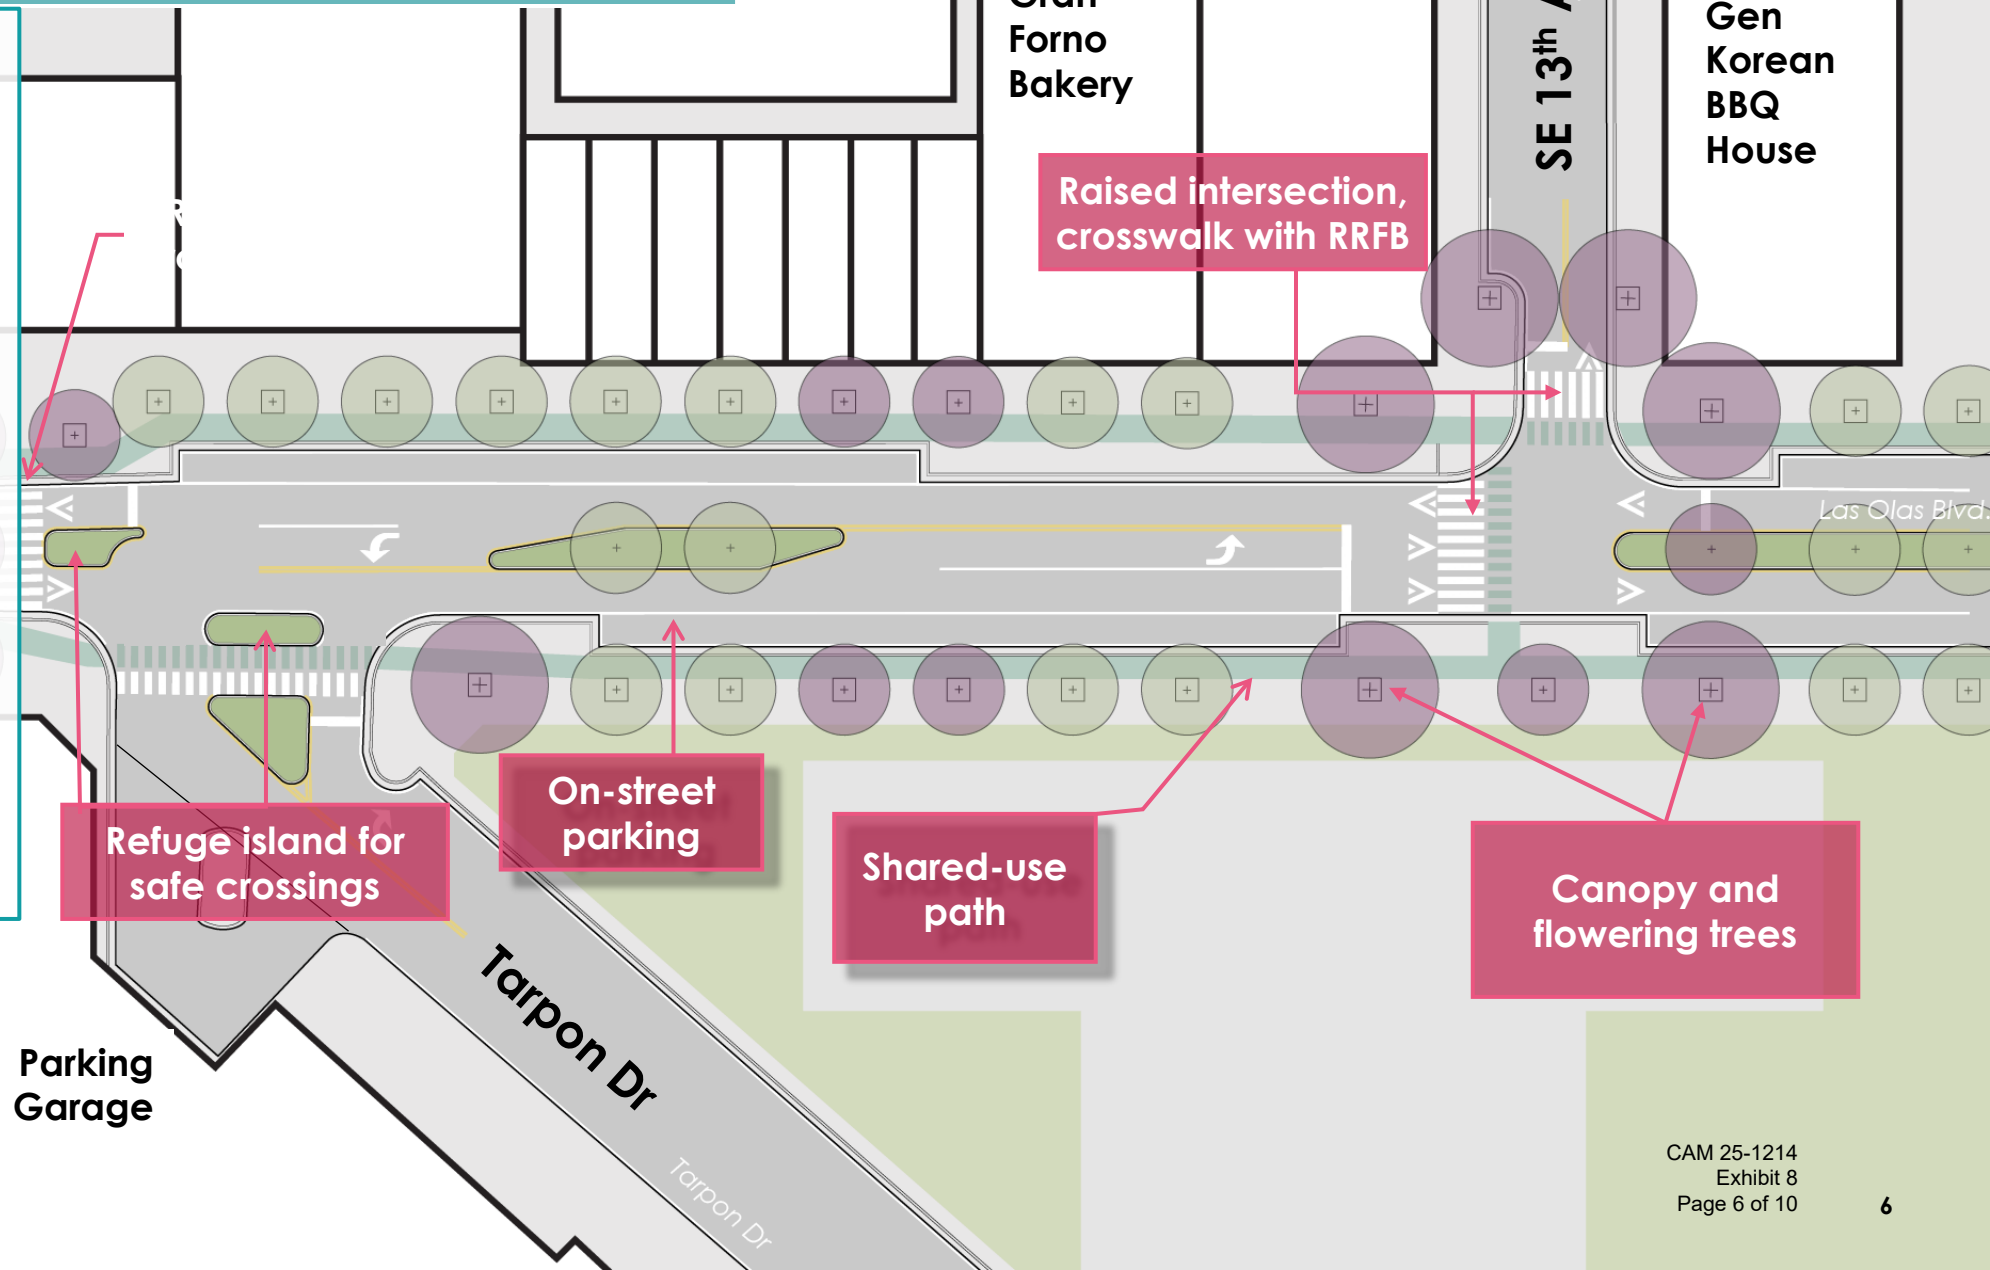 Forno
Bakery
SE 13th
Gen
Korean
BBQ
House
Raised intersection,
crosswalk with RRFB
Las Olas Blvd.
On-street
parking
Refuge island for
safe crossings
Shared-use
path
Canopy and
flowering trees
Tarpon Dr
Tarpon Dr
Parking
Garage
CAM 25-1214
Exhibit 8
Page 6 of 10
6